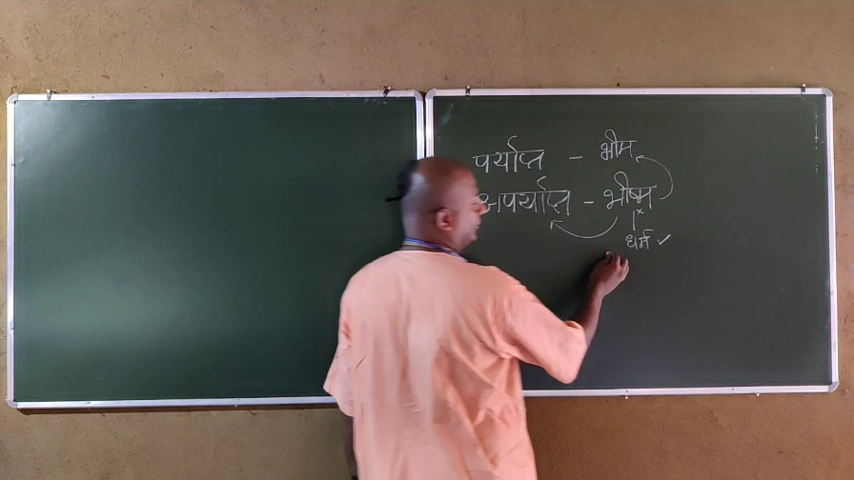 पर्याप्त - भीम
अपर्याप्त - भीष्म
धर्म ✓